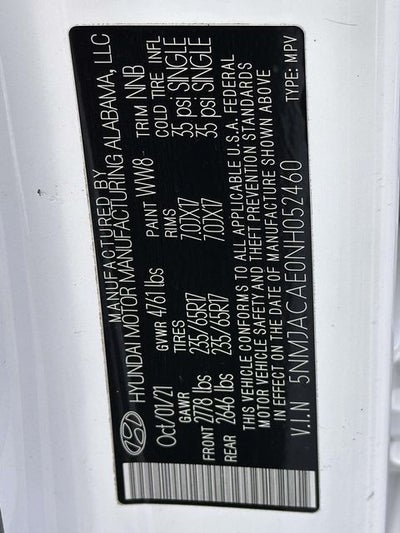 MANUFACTURED BY
HYUNDAI MOTOR MANUFACTURING ALABAMA, LLC
Oct/01/21 GVWR 4761 lbs PAINT WW8 TRIM NNB
GAWR TIRES RIMS COLD TIRE INFL
FRONT 2778 lbs 235/65R17 7.0JX17 35 psi SINGLE
REAR 2646 lbs 235/65R17 7.0JX17 35 psi SINGLE
THIS VEHICLE CONFORMS TO ALL APPLICABLE U.S.A. FEDERAL
MOTOR VEHICLE SAFETY AND THEFT PREVENTION STANDARDS
IN EFFECT ON THE DATE OF MANUFACTURE SHOWN ABOVE
V.I.N 5NMJACAE0NH052460 TYPE: MPV